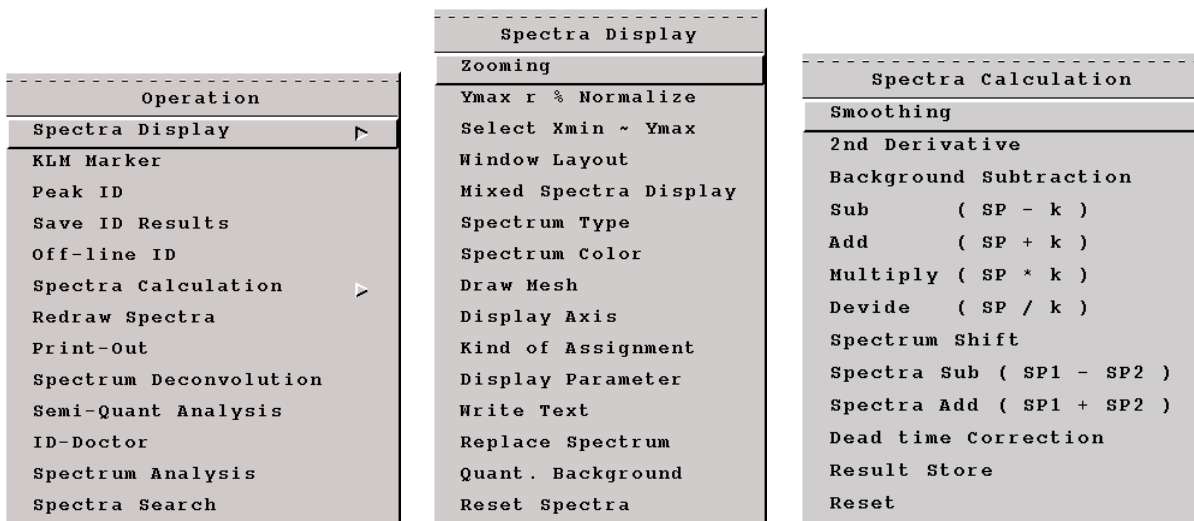 Operation
Spectra Display
KLM Marker
Peak ID
Save ID Results
Off-line ID
Spectra Calculation
Redraw Spectra
Print-Out
Spectrum Deconvolution
Semi-Quant Analysis
ID-Doctor
Spectrum Analysis
Spectra Search
Spectra Display
Zooming
Ymax r % Normalize
Select Xmin ~ Ymax
Window Layout
Mixed Spectra Display
Spectrum Type
Spectrum Color
Draw Mesh
Display Axis
Kind of Assignment
Display Parameter
Write Text
Replace Spectrum
Quant. Background
Reset Spectra
Spectra Calculation
Smoothing
2nd Derivative
Background Subtraction
Sub ( SP - k )
Add ( SP + k )
Multiply ( SP * k )
Devide ( SP / k )
Spectrum Shift
Spectra Sub ( SP1 - SP2 )
Spectra Add ( SP1 + SP2 )
Dead time Correction
Result Store
Reset